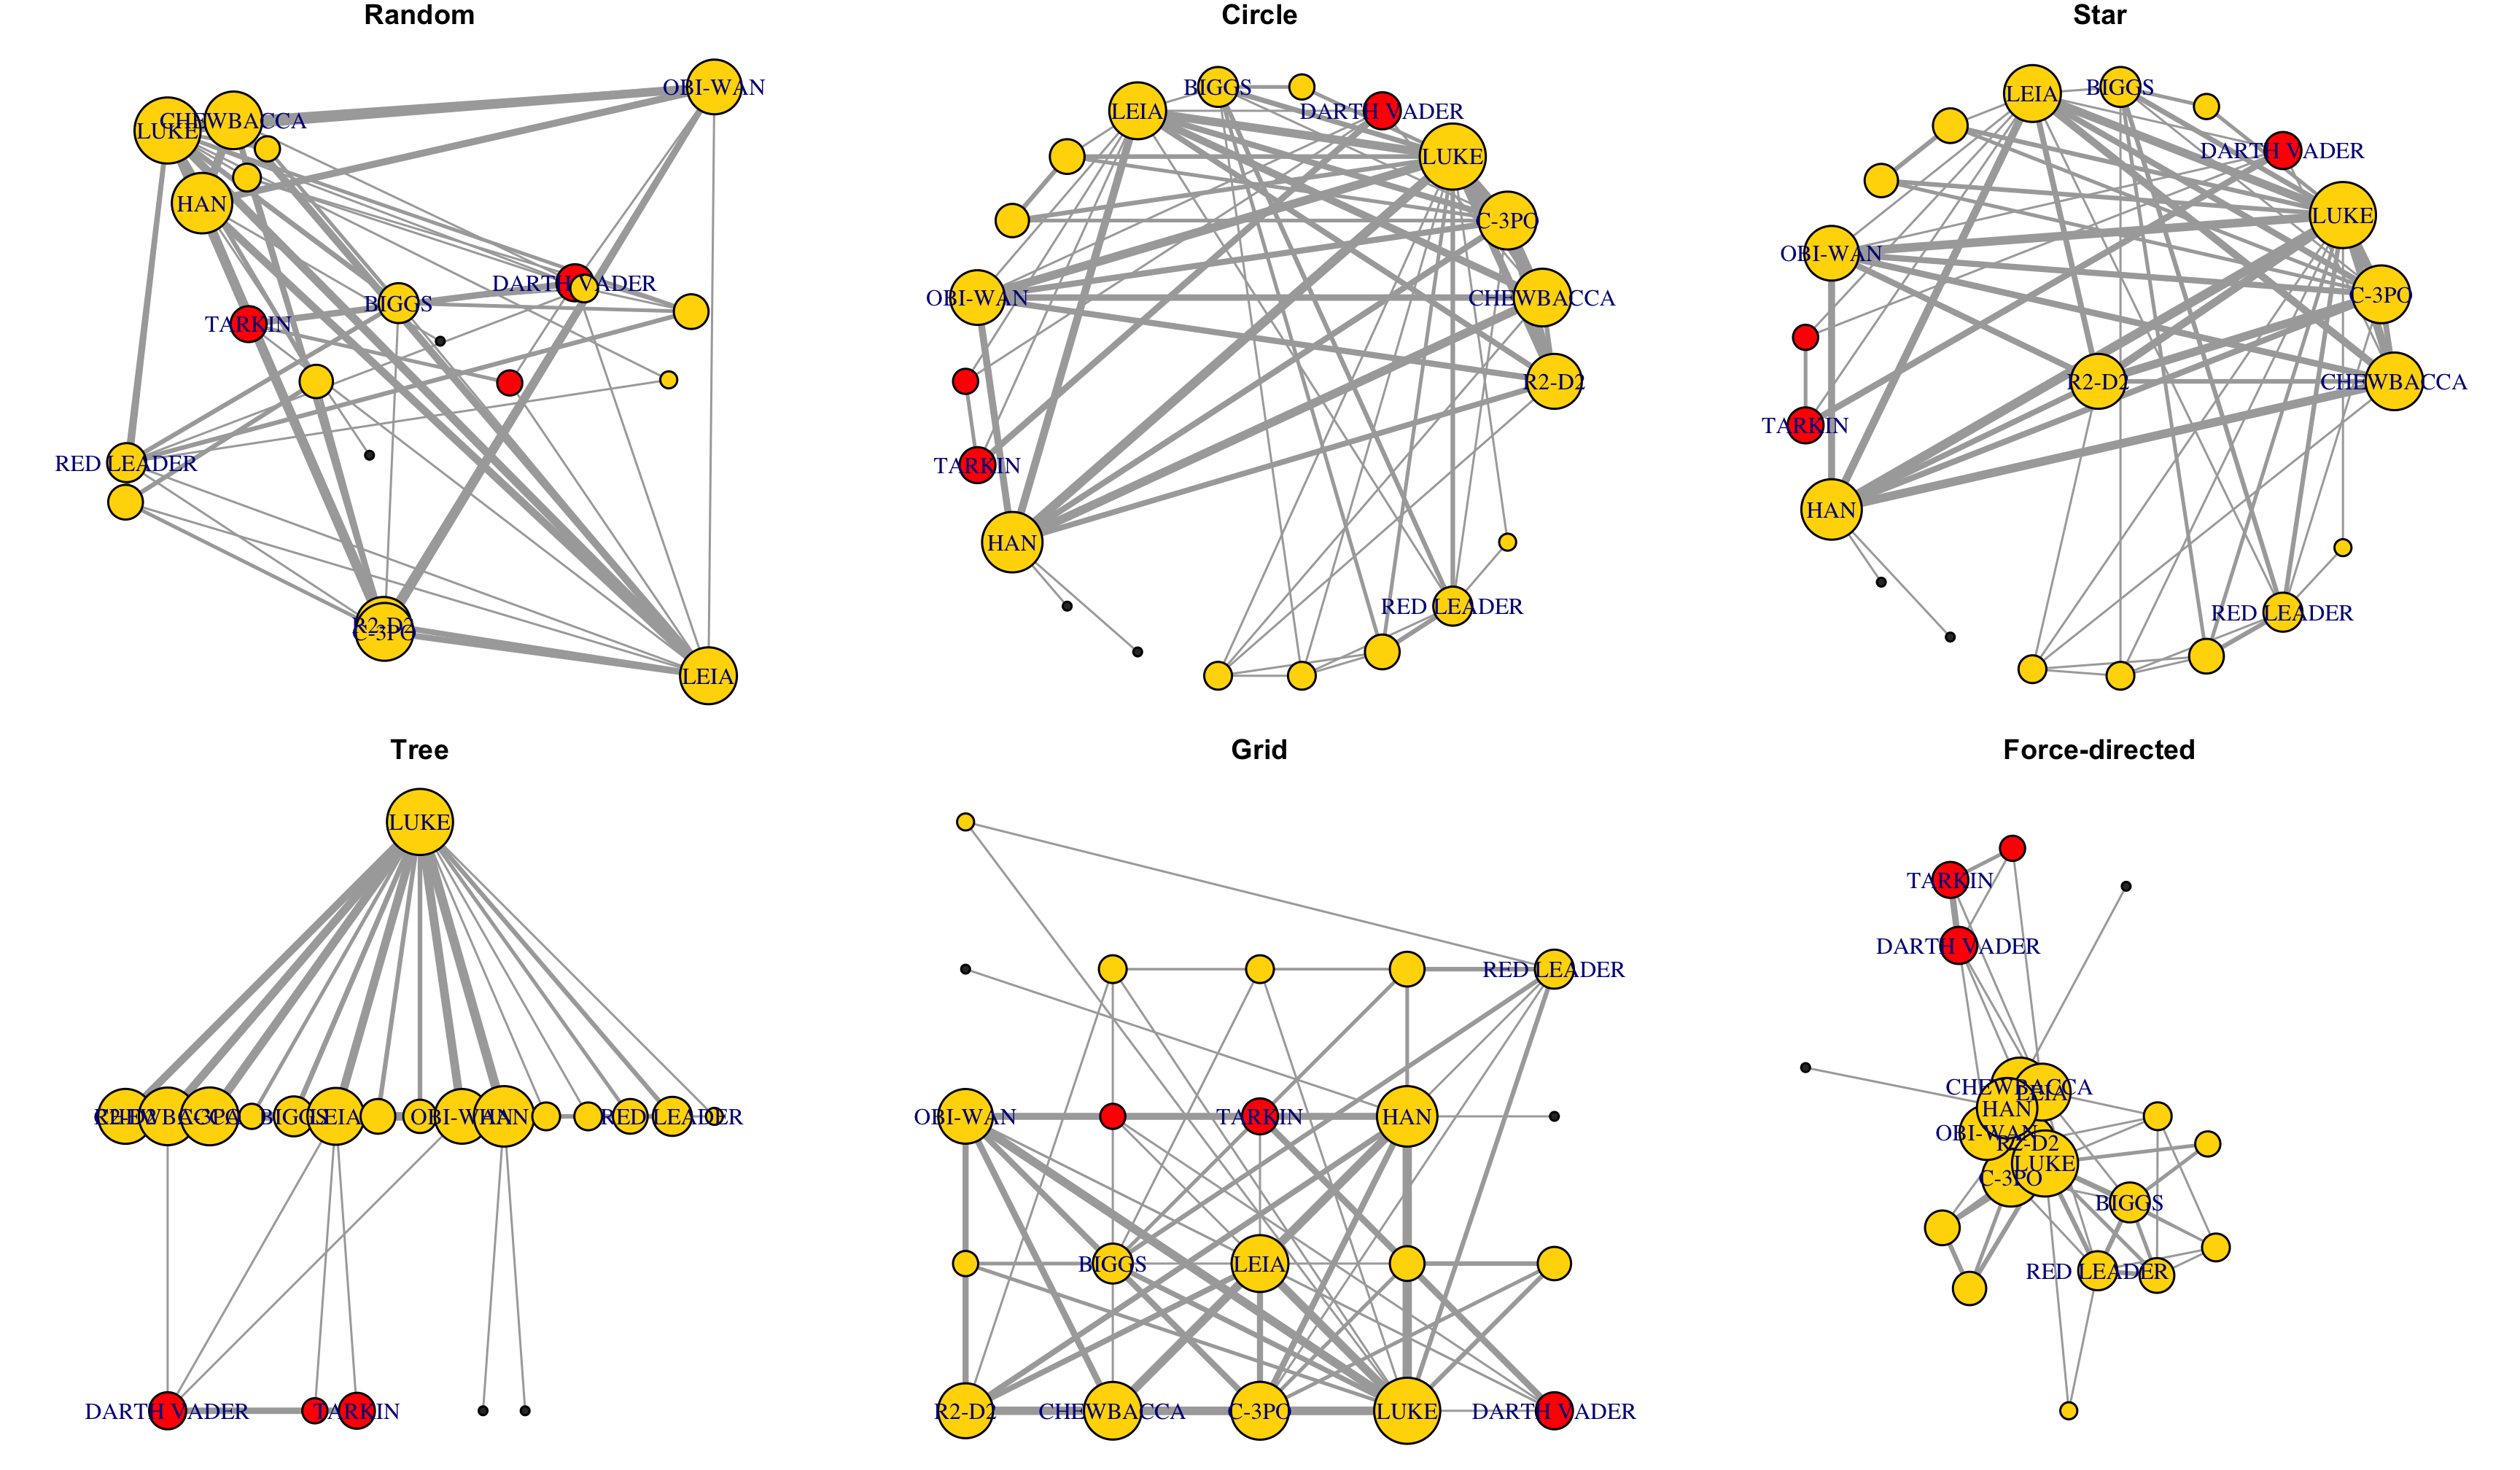 Random
OBI-WAN
CHEWBACCA
LUKE
HAN
DARTH VADER
BIGGS
TARKIN
RED LEADER
R2-D2
C-3PO
LEIA
Circle
BIGGS
LEIA
DARTH VADER
LUKE
C-3PO
OBI-WAN
CHEWBACCA
R2-D2
TARKIN
HAN
RED LEADER
Star
BIGGS
LEIA
DARTH VADER
LUKE
OBI-WAN
C-3PO
R2-D2
CHEWBACCA
TARKIN
HAN
RED LEADER
Tree
LUKE
R2-D2
CHEWBACCA
C-3PO
BIGGS
LEIA
OBI-WAN
HAN
RED LEADER
DARTH VADER
TARKIN
Grid
RED LEADER
OBI-WAN
TARKIN
HAN
BIGGS
LEIA
R2-D2
CHEWBACCA
C-3PO
LUKE
DARTH VADER
Force-directed
TARKIN
DARTH VADER
CHEWBACCA
LEIA
HAN
OBI-WAN
R2-D2
LUKE
C-3PO
BIGGS
RED LEADER